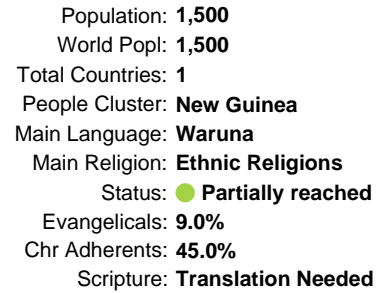 Population: 1,500
World Popl: 1,500
Total Countries: 1
People Cluster: New Guinea
Main Language: Waruna
Main Religion: Ethnic Religions
Status: Partially reached
Evangelicals: 9.0%
Chr Adherents: 45.0%
Scripture: Translation Needed